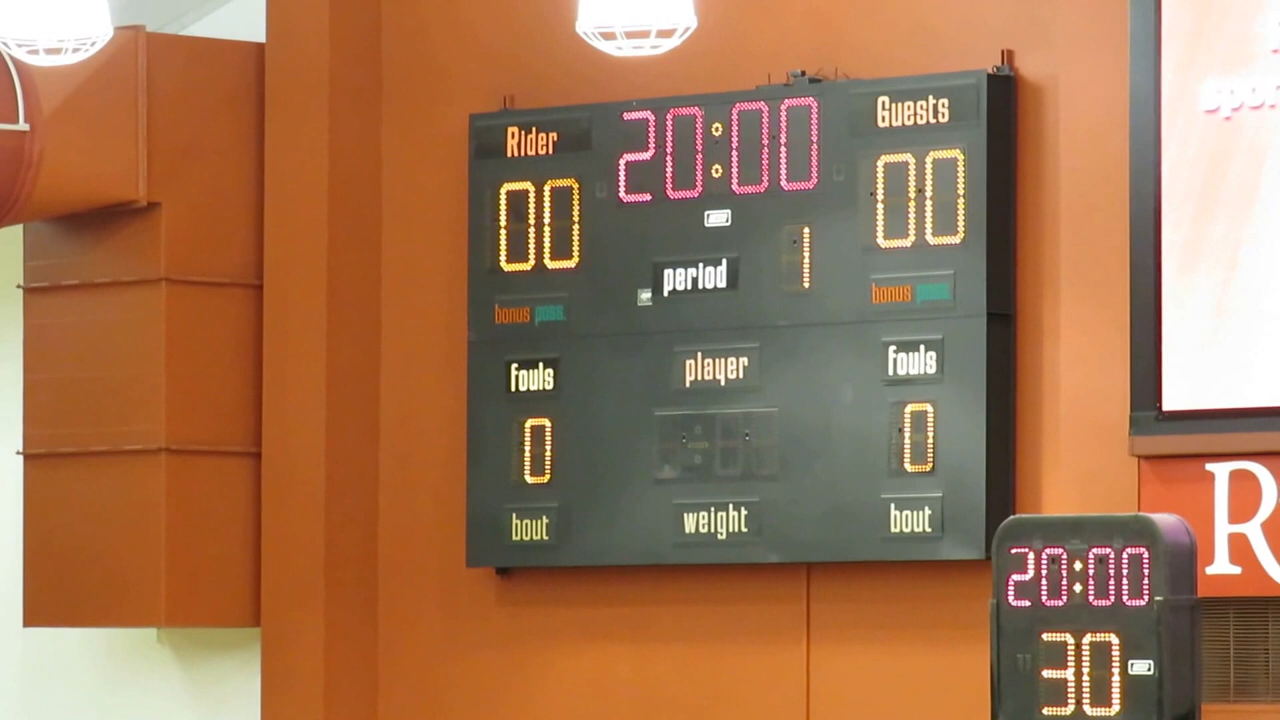 Rider 20:00 Guests
00 00
period 1
bonus poss. bonus poss.
fouls player fouls
0 0
bout weight bout
20:00
30
R